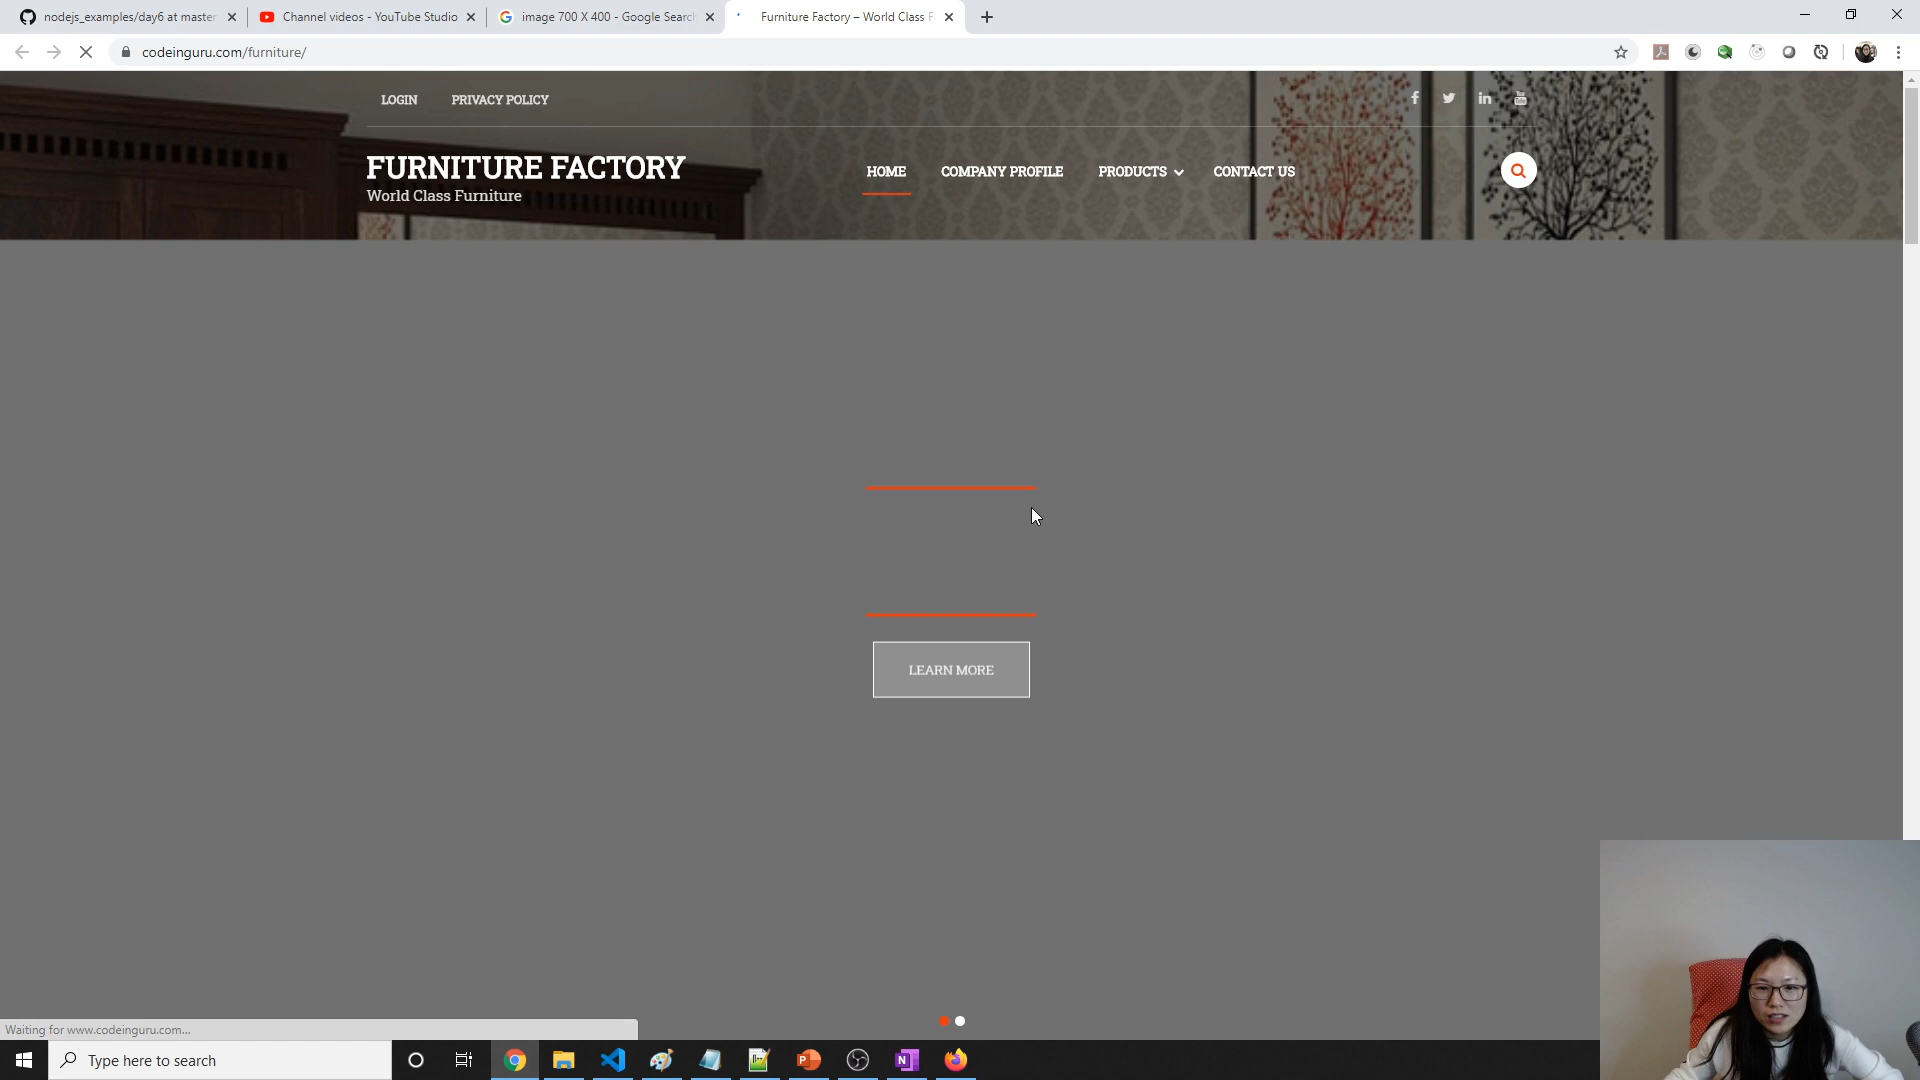 nodejs_examples/day6 at master
Channel videos - YouTube Studio
image 700 X 400 - Google Search
Furniture Factory – World Class F
codeinguru.com/furniture/
LOGIN PRIVACY POLICY
FURNITURE FACTORY
World Class Furniture
HOME COMPANY PROFILE PRODUCTS CONTACT US
LEARN MORE
Waiting for www.codeinguru.com...
Type here to search